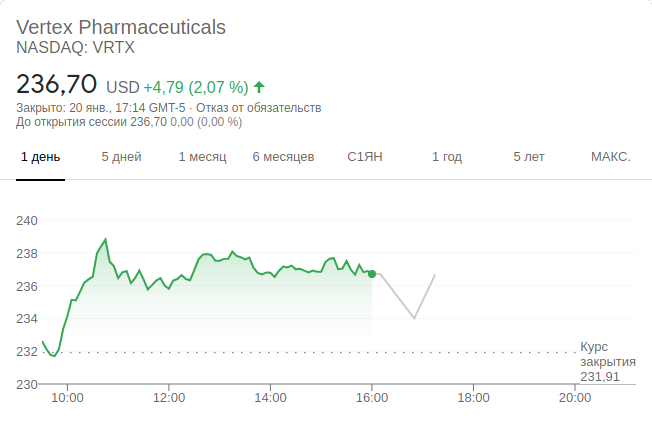 Vertex Pharmaceuticals
NASDAQ: VRTX
236,70 USD +4,79 (2,07 %)
Закрыто: 20 янв., 17:14 GMT-5 · Отказ от обязательств
До открытия сессии 236,70 0,00 (0,00 %)
1 день 5 дней 1 месяц 6 месяцев С1ЯН 1 год 5 лет МАКС.
240
238
236
234
232
230
Курс
закрытия
231,91
10:00 12:00 14:00 16:00 18:00 20:00